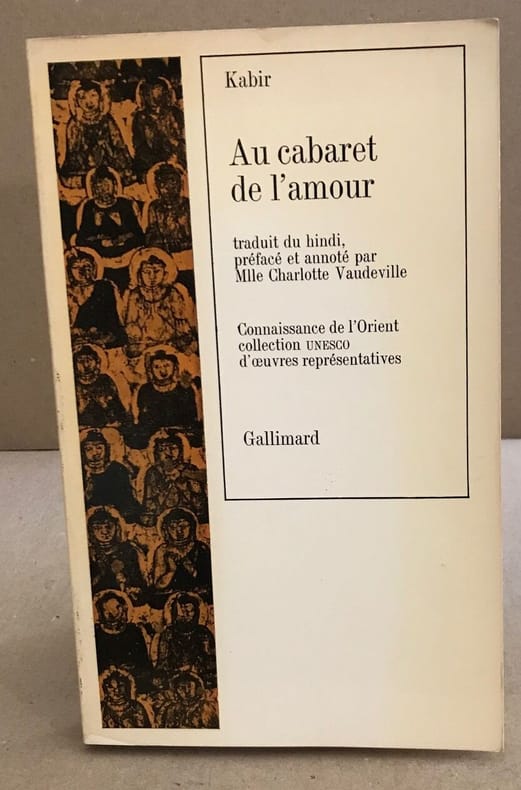 Kabir
Au cabaret
de l'amour
traduit du hindi,
préfacé et annoté par
Mlle Charlotte Vaudeville
Connaissance de l'Orient
collection UNESCO
d'œuvres représentatives
Gallimard